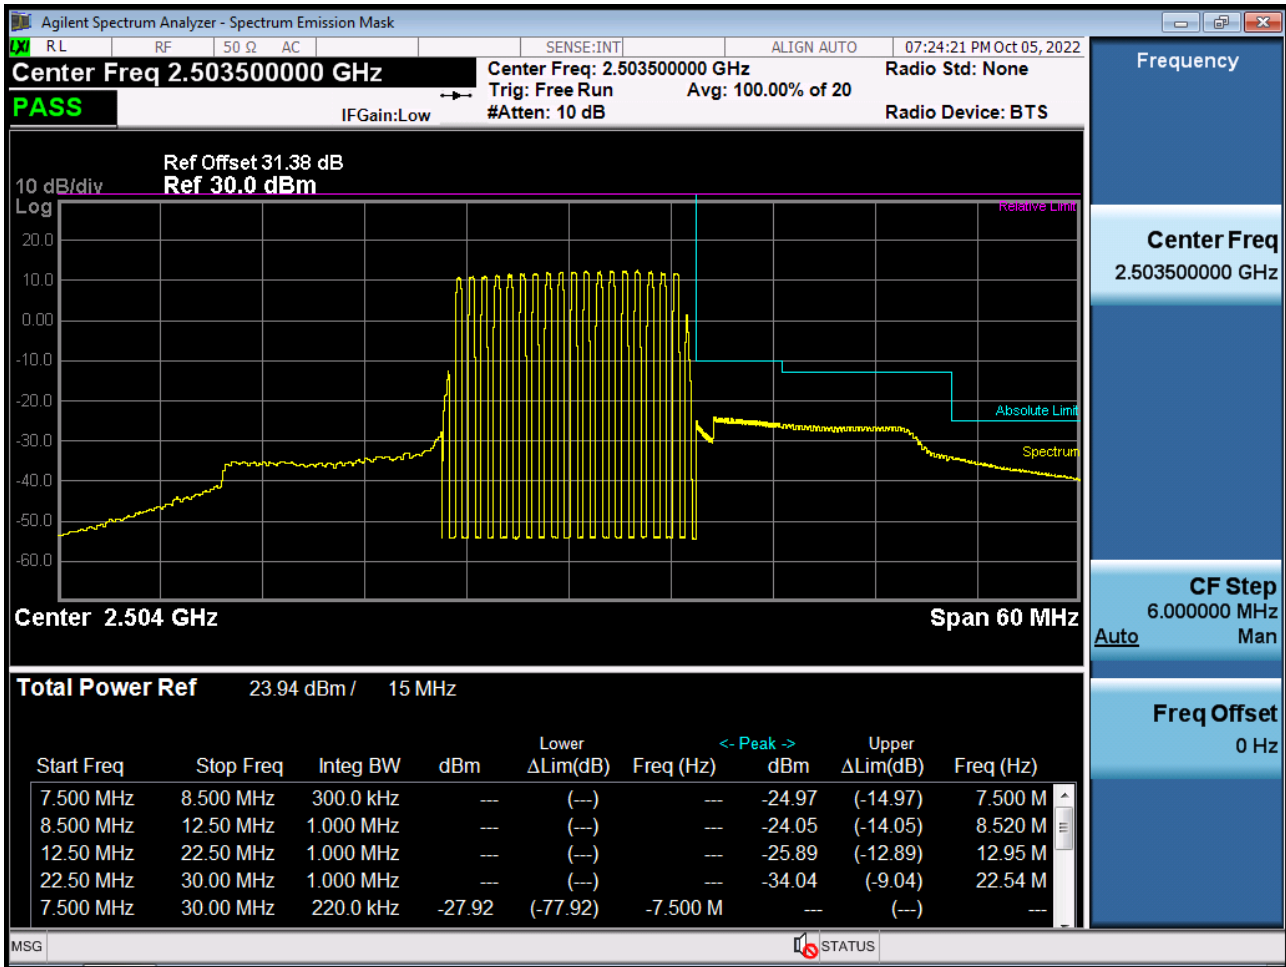 Agilent Spectrum Analyzer - Spectrum Emission Mask
LXI RL RF 50 Ω AC SENSE:INT ALIGN AUTO 07:24:21 PM Oct 05, 2022
Center Freq 2.503500000 GHz
Center Freq: 2.503500000 GHz
Radio Std: None
PASS
Trig: Free Run
Avg: 100.00% of 20
IFGain:Low
#Atten: 10 dB
Radio Device: BTS
Ref Offset 31.38 dB
10 dB/div Ref 30.0 dBm
Log
Relative Limit
20.0
10.0
0.00
-10.0
-20.0
Absolute Limit
-30.0
Spectrum
-40.0
-50.0
-60.0
Center 2.504 GHz Span 60 MHz
Total Power Ref 23.94 dBm / 15 MHz
Lower <- Peak -> Upper
Start Freq Stop Freq Integ BW dBm ΔLim(dB) Freq (Hz) dBm ΔLim(dB) Freq (Hz)
7.500 MHz 8.500 MHz 300.0 kHz --- (---) --- -24.97 (-14.97) 7.500 M
8.500 MHz 12.50 MHz 1.000 MHz --- (---) --- -24.05 (-14.05) 8.520 M
12.50 MHz 22.50 MHz 1.000 MHz --- (---) --- -25.89 (-12.89) 12.95 M
22.50 MHz 30.00 MHz 1.000 MHz --- (---) --- -34.04 (-9.04) 22.54 M
7.500 MHz 30.00 MHz 220.0 kHz -27.92 (-77.92) -7.500 M --- (---) ---
MSG STATUS
Frequency
Center Freq
2.503500000 GHz
CF Step
6.000000 MHz
Auto Man
Freq Offset
0 Hz